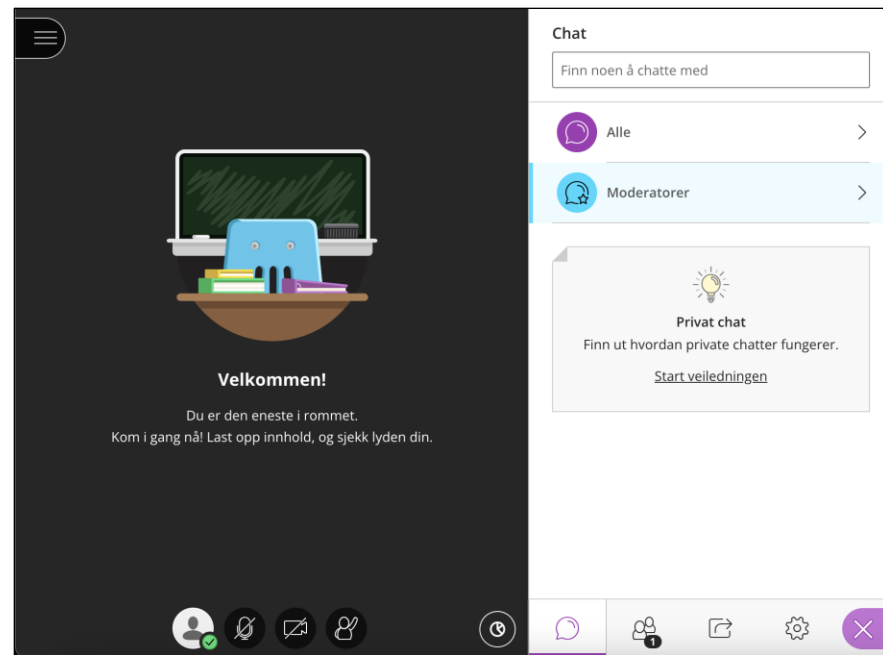 Velkommen!
Du er den eneste i rommet.
Kom i gang nå! Last opp innhold, og sjekk lyden din.
Chat
Finn noen å chatte med
Alle
Moderatorer
Privat chat
Finn ut hvordan private chatter fungerer.
Start veiledningen
1